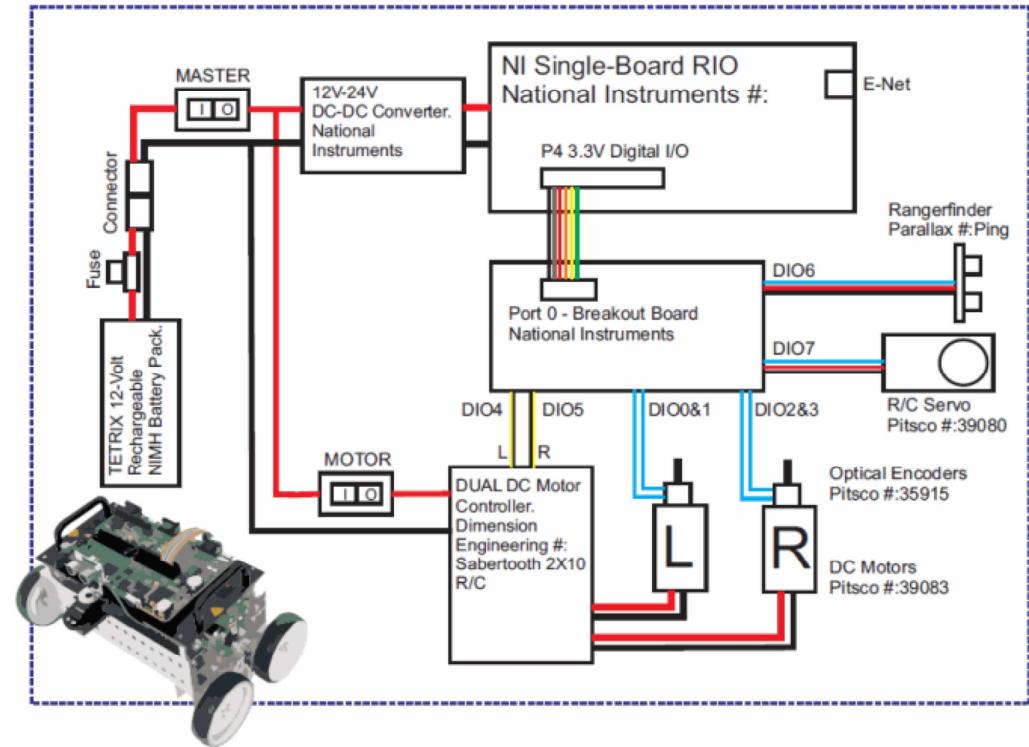 MASTER
I O
12V-24V
DC-DC Converter.
National
Instruments
NI Single-Board RIO
National Instruments #:
E-Net
P4 3.3V Digital I/O
Connector
Fuse
TETRIX 12-Volt
Rechargeable
NIMH Battery Pack.
Rangerfinder
Parallax #:Ping
DIO6
Port 0 - Breakout Board
National Instruments
DIO7
R/C Servo
Pitsco #:39080
DIO4
DIO5
DIO0&1
DIO2&3
L
R
MOTOR
I O
DUAL DC Motor
Controller.
Dimension
Engineering #:
Sabertooth 2X10
R/C
Optical Encoders
Pitsco #:35915
L
R
DC Motors
Pitsco #:39083